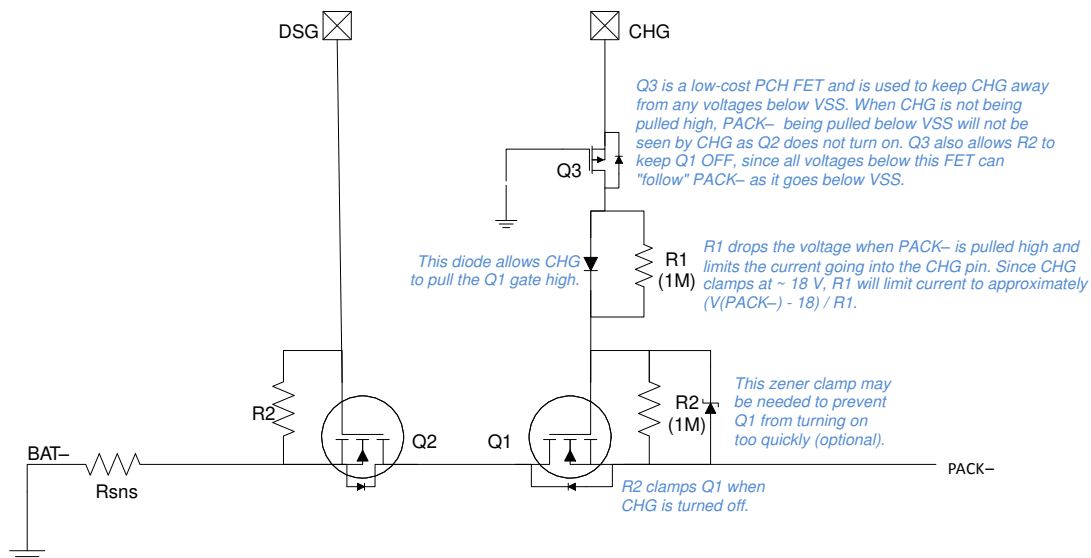 DSG
CHG
Q3 is a low-cost PCH FET and is used to keep CHG away
from any voltages below VSS. When CHG is not being
pulled high, PACK– being pulled below VSS will not be
seen by CHG as Q2 does not turn on. Q3 also allows R2 to
keep Q1 OFF, since all voltages below this FET can
"follow" PACK– as it goes below VSS.
Q3
This diode allows CHG
to pull the Q1 gate high.
R1
(1M)
R1 drops the voltage when PACK– is pulled high and
limits the current going into the CHG pin. Since CHG
clamps at ~ 18 V, R1 will limit current to approximately
(V(PACK–) - 18) / R1.
R2
Q2
Q1
R2
(1M)
This zener clamp may
be needed to prevent
Q1 from turning on
too quickly (optional).
BAT–
Rsns
PACK–
R2 clamps Q1 when
CHG is turned off.